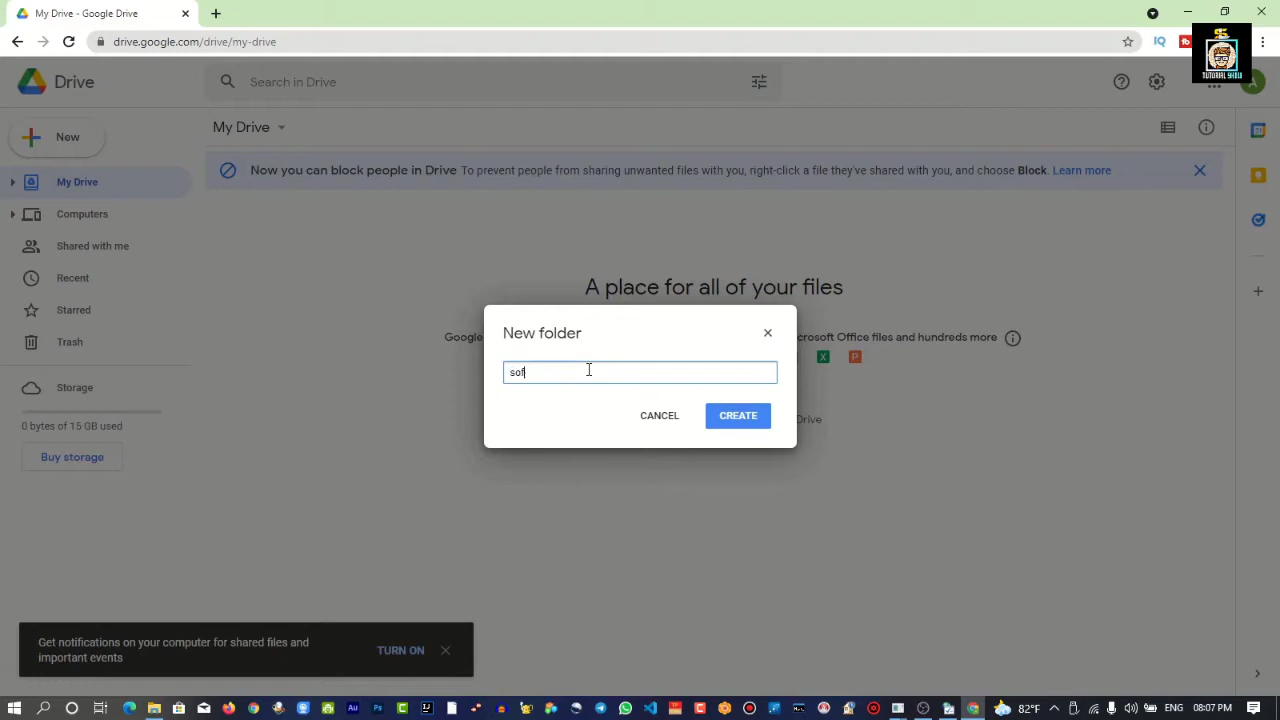 My Drive - Google Drive
drive.google.com/drive/my-drive
TUTORIAL SHOW
Drive
Search in Drive
A
New
My Drive
Now you can block people in Drive To prevent people from sharing unwanted files with you, right-click a file they've shared with you, and choose Block. Learn more
My Drive
Computers
Shared with me
Recent
Starred
Trash
Storage
0 bytes of 15 GB used
Buy storage
A place for all of your files
Google
crosoft Office files and hundreds more
X
P
Drive
New folder
sof
CANCEL
CREATE
Get notifications on your computer for shared files and
important events
TURN ON
Au
Ps
82°F
ENG
08:07 PM